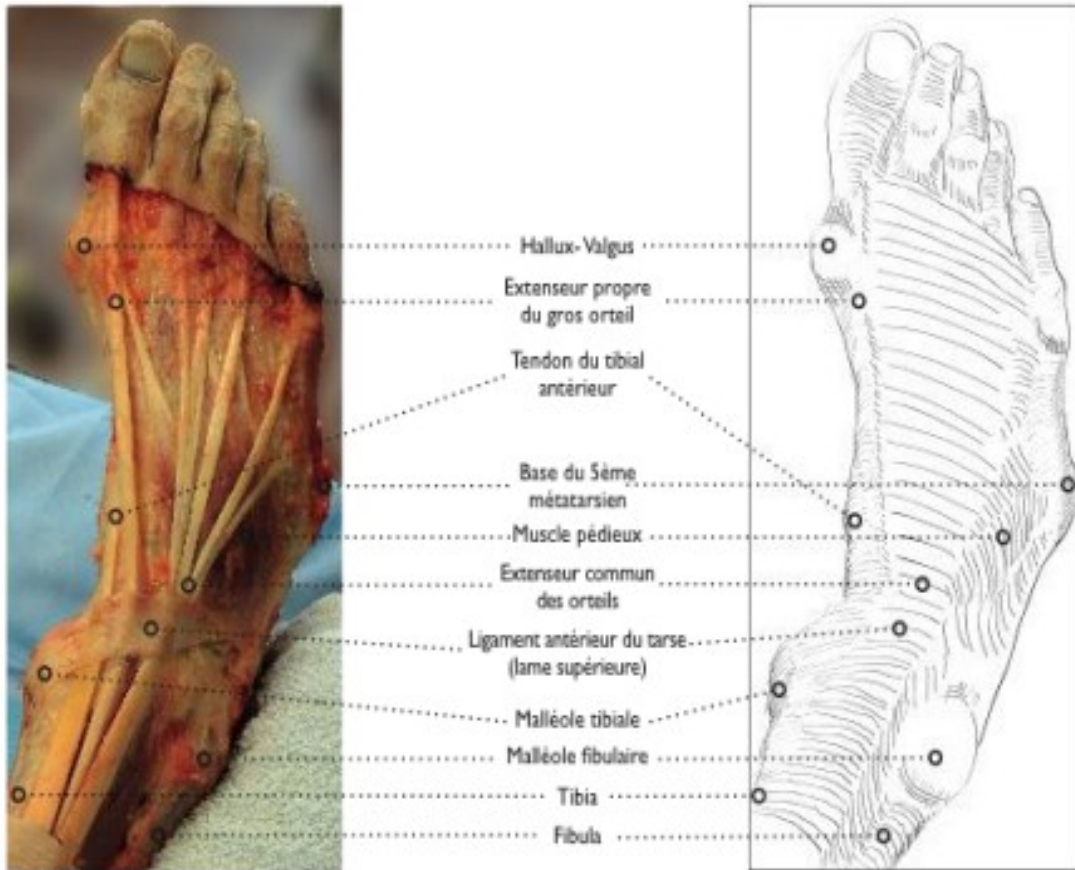 Hallux-Valgus
Extenseur propre
du gros orteil
Tendon du tibial
antérieur
Base du 5ème
métatarsien
Muscle pédieux
Extenseur commun
des orteils
Ligament antérieur du tarse
(lame supérieure)
Malléole tibiale
Malléole fibulaire
Tibia
Fibula